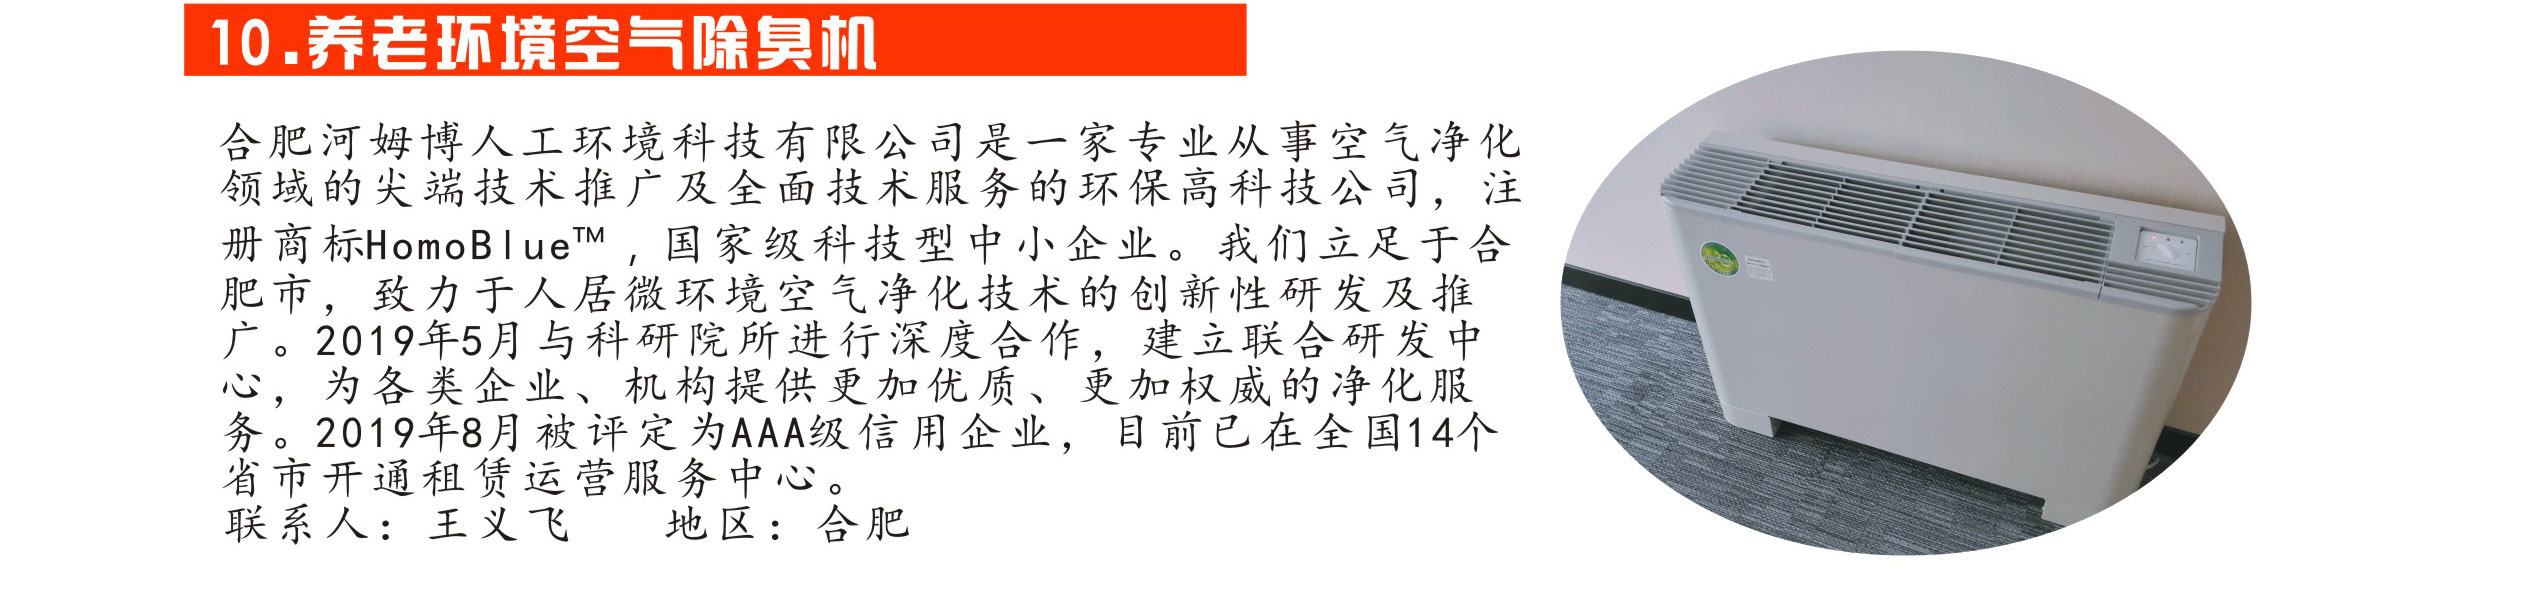 10.养老环境空气除臭机
合肥河姆博人工环境科技有限公司是一家专业从事空气净化
领域的尖端技术推广及全面技术服务的环保高科技公司，注
册商标HomoBlue™，国家级科技型中小企业。我们立足于合
肥市，致力于人居微环境空气净化技术的创新性研发及推
广。2019年5月与科研院所进行深度合作，建立联合研发中
心，为各类企业、机构提供更加优质、更加权威的净化服
务。2019年8月被评定为AAA级信用企业，目前已在全国14个
省市开通租赁运营服务中心。
联系人：王义飞 地区：合肥